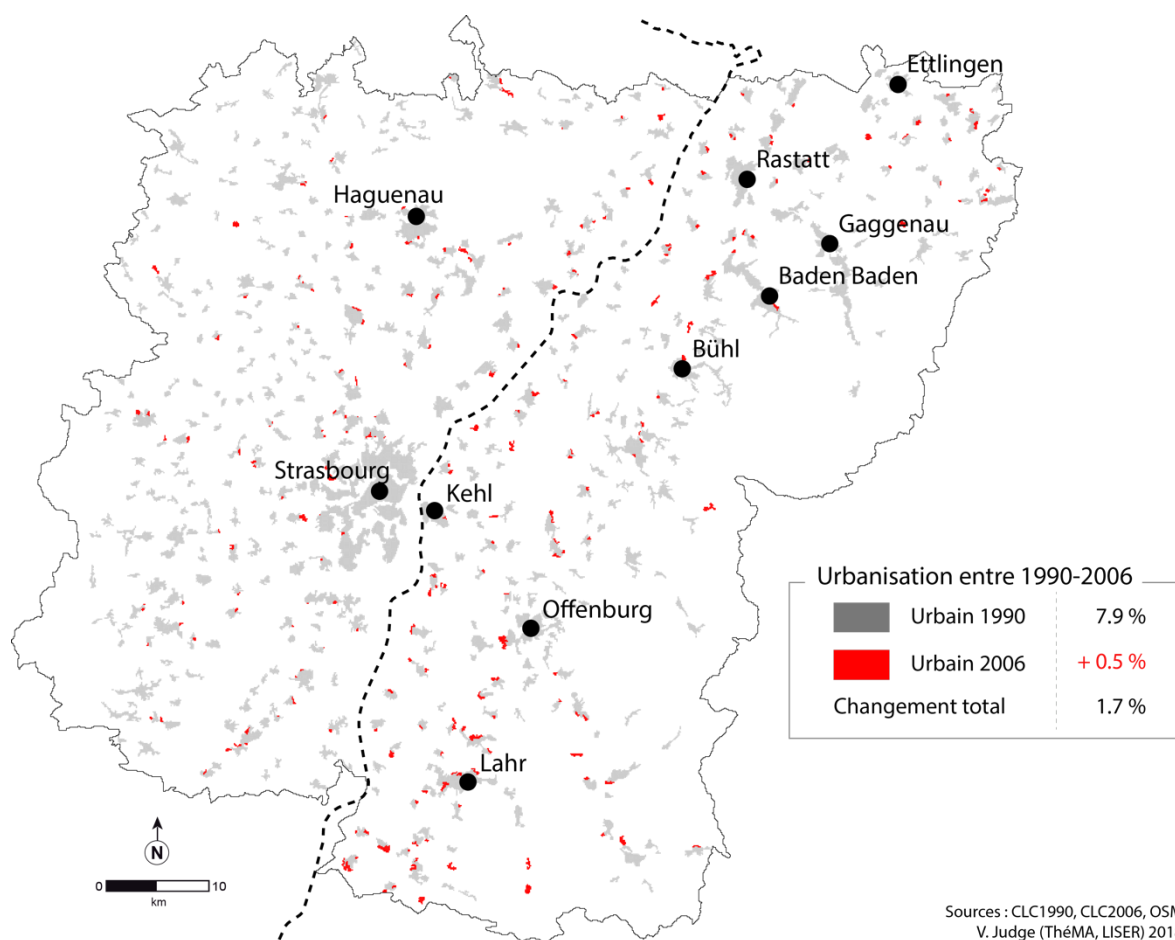 Ettlingen
Rastatt
Haguenau
Gaggenau
Baden Baden
Bühl
Strasbourg
Kehl
Offenburg
Lahr
Urbanisation entre 1990-2006
Urbain 1990 7.9 %
Urbain 2006 + 0.5 %
Changement total 1.7 %
N
0 10
km
Sources : CLC1990, CLC2006, OSM
V. Judge (ThéMA, LISER) 201